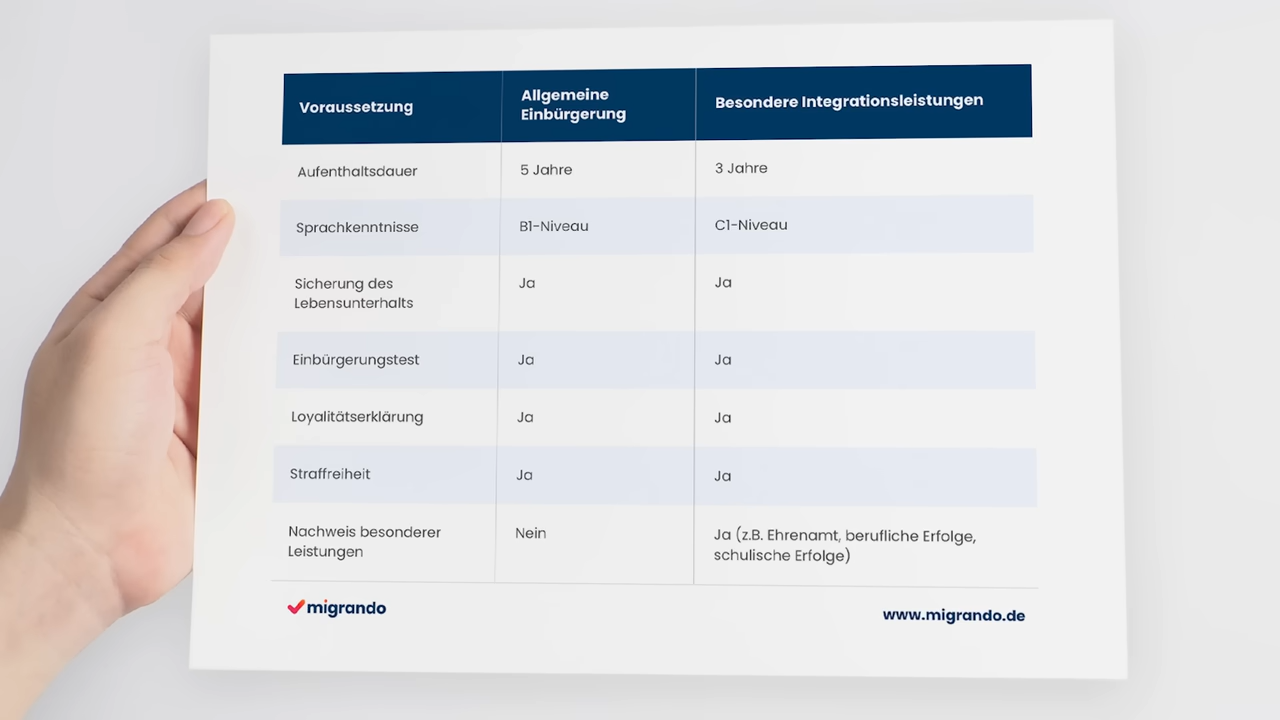 Voraussetzung
Allgemeine
Einbürgerung
Besondere Integrationsleistungen
Aufenthaltsdauer
5 Jahre
3 Jahre
Sprachkenntnisse
B1-Niveau
C1-Niveau
Sicherung des
Lebensunterhalts
Ja
Ja
Einbürgerungstest
Ja
Ja
Loyalitätserklärung
Ja
Ja
Straffreiheit
Ja
Ja
Nachweis besonderer
Leistungen
Nein
Ja (z.B. Ehrenamt, berufliche Erfolge,
schulische Erfolge)
migrando
www.migrando.de